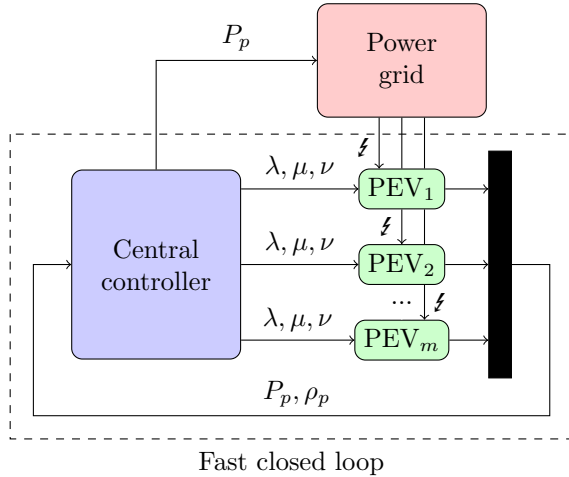 P_p
Power
grid
λ, μ, ν
PEV_1
Central
controller
λ, μ, ν
PEV_2
...
λ, μ, ν
PEV_m
P_p, ρ_p
Fast closed loop